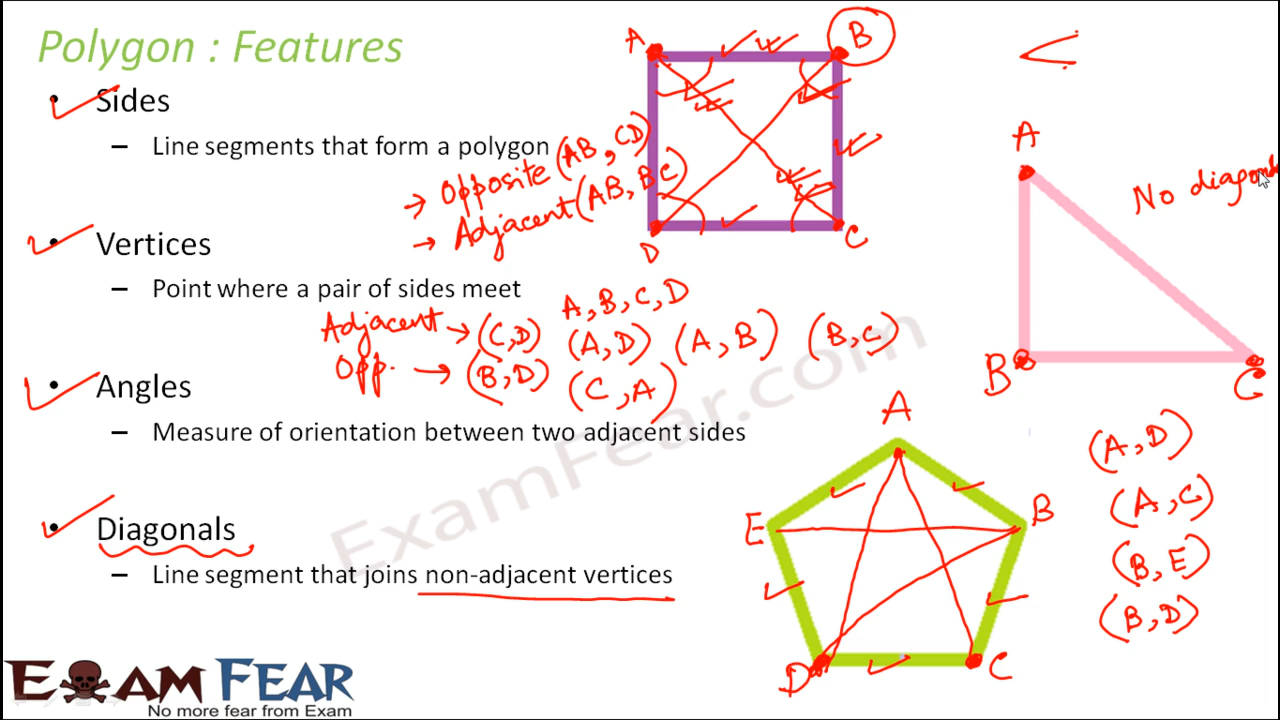 Polygon : Features
• Sides
– Line segments that form a polygon
→ Opposite (AB, CD)
→ Adjacent (AB, BC)
• Vertices
– Point where a pair of sides meet
A, B, C, D
Adjacent → (C, D) (A, D) (A, B) (B, C)
Opp. → (B, D) (C, A)
• Angles
– Measure of orientation between two adjacent sides
• Diagonals
– Line segment that joins non-adjacent vertices
A
B
C
D
A
B
C
No
A
B
C
D
E
(A, D)
(A, C)
(B, E)
(B, D)
ExamFear.com
EXAM FEAR
No more fear from Exam